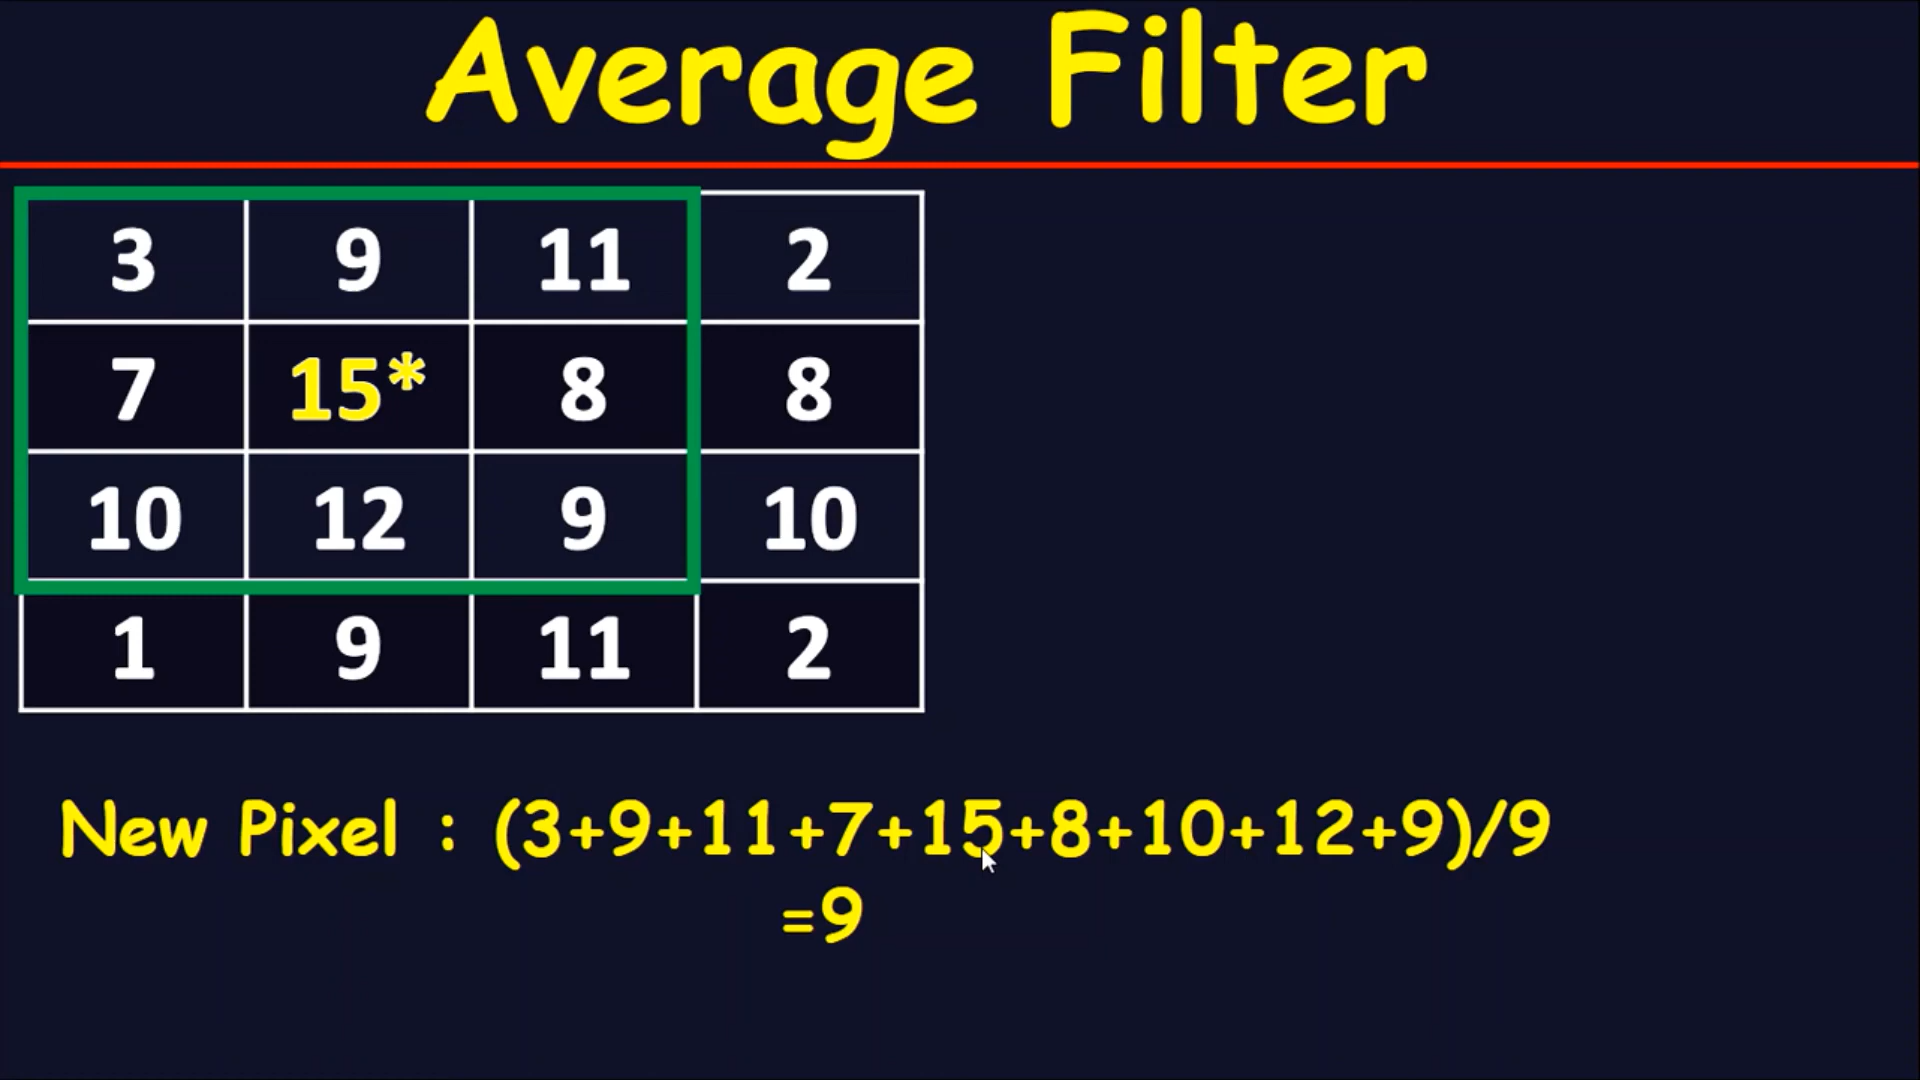 Average Filter
3 9 11 2
7 15* 8 8
10 12 9 10
1 9 11 2
New Pixel : (3+9+11+7+15+8+10+12+9)/9
=9